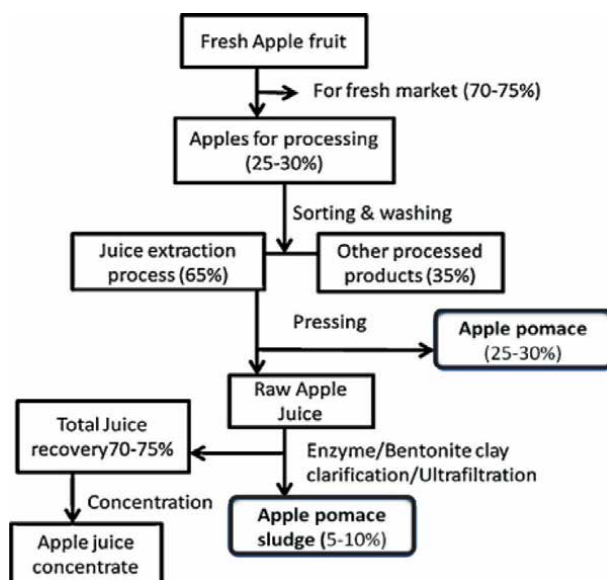 Fresh Apple fruit
For fresh market (70-75%)
Apples for processing
(25-30%)
Sorting & washing
Juice extraction
process (65%)
Other processed
products (35%)
Pressing
Apple pomace
(25-30%)
Raw Apple
Juice
Total Juice
recovery70-75%
Enzyme/Bentonite clay
clarification/Ultrafiltration
Concentration
Apple pomace
sludge (5-10%)
Apple juice
concentrate